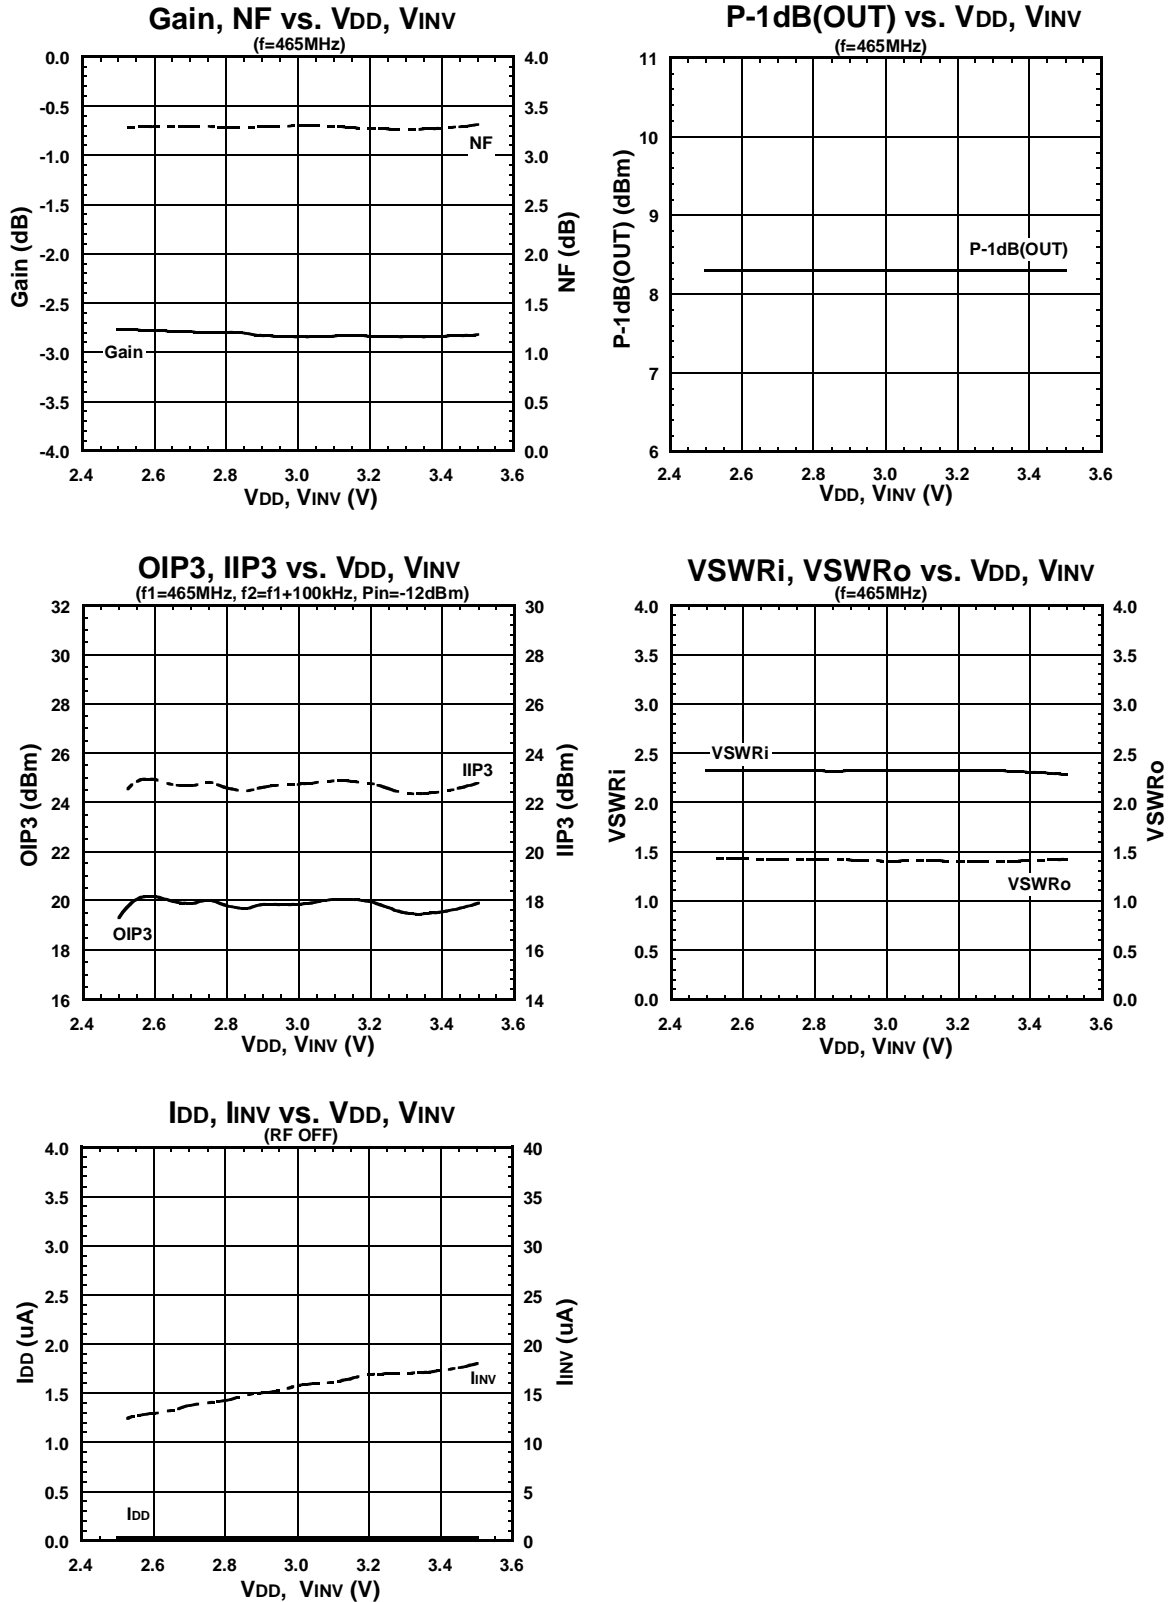 Gain, NF vs. VDD, VINV
(f=465MHz)
0.0
-0.5
-1.0
-1.5
-2.0
-2.5
-3.0
-3.5
-4.0
Gain (dB)
4.0
3.5
3.0
2.5
2.0
1.5
1.0
0.5
0.0
NF (dB)
NF
Gain
2.4 2.6 2.8 3.0 3.2 3.4 3.6
VDD, VINV (V)
P-1dB(OUT) vs. VDD, VINV
(f=465MHz)
11
10
9
8
7
6
P-1dB(OUT) (dBm)
P-1dB(OUT)
2.4 2.6 2.8 3.0 3.2 3.4 3.6
VDD, VINV (V)
OIP3, IIP3 vs. VDD, VINV
(f1=465MHz, f2=f1+100kHz, Pin=-12dBm)
32
30
28
26
24
22
20
18
16
OIP3 (dBm)
30
28
26
24
22
20
18
16
14
IIP3 (dBm)
IIP3
OIP3
2.4 2.6 2.8 3.0 3.2 3.4 3.6
VDD, VINV (V)
VSWRi, VSWRo vs. VDD, VINV
(f=465MHz)
4.0
3.5
3.0
2.5
2.0
1.5
1.0
0.5
0.0
VSWRi
4.0
3.5
3.0
2.5
2.0
1.5
1.0
0.5
0.0
VSWRo
VSWRi
VSWRo
2.4 2.6 2.8 3.0 3.2 3.4 3.6
VDD, VINV (V)
IDD, IINV vs. VDD, VINV
(RF OFF)
4.0
3.5
3.0
2.5
2.0
1.5
1.0
0.5
0.0
IDD (uA)
40
35
30
25
20
15
10
5
0
IINV (uA)
IINV
IDD
2.4 2.6 2.8 3.0 3.2 3.4 3.6
VDD, VINV (V)